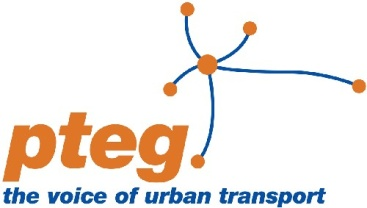 pteg.
the voice of urban transport